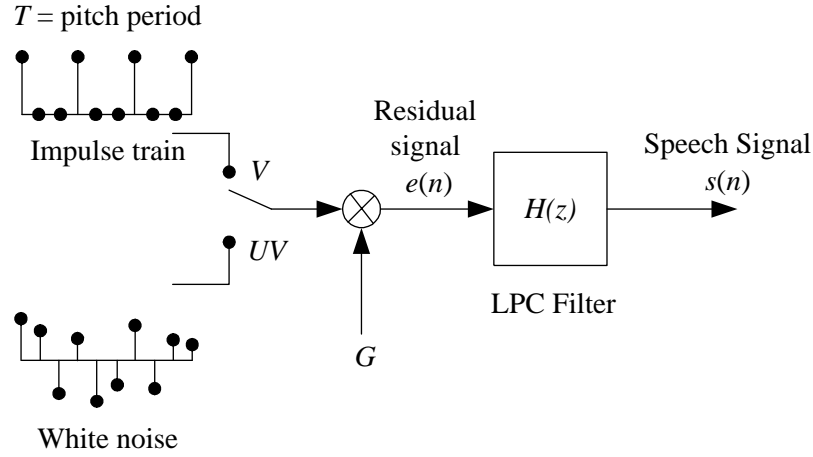 T = pitch period
Impulse train
V
UV
White noise
G
Residual
signal
e(n)
H(z)
LPC Filter
Speech Signal
s(n)